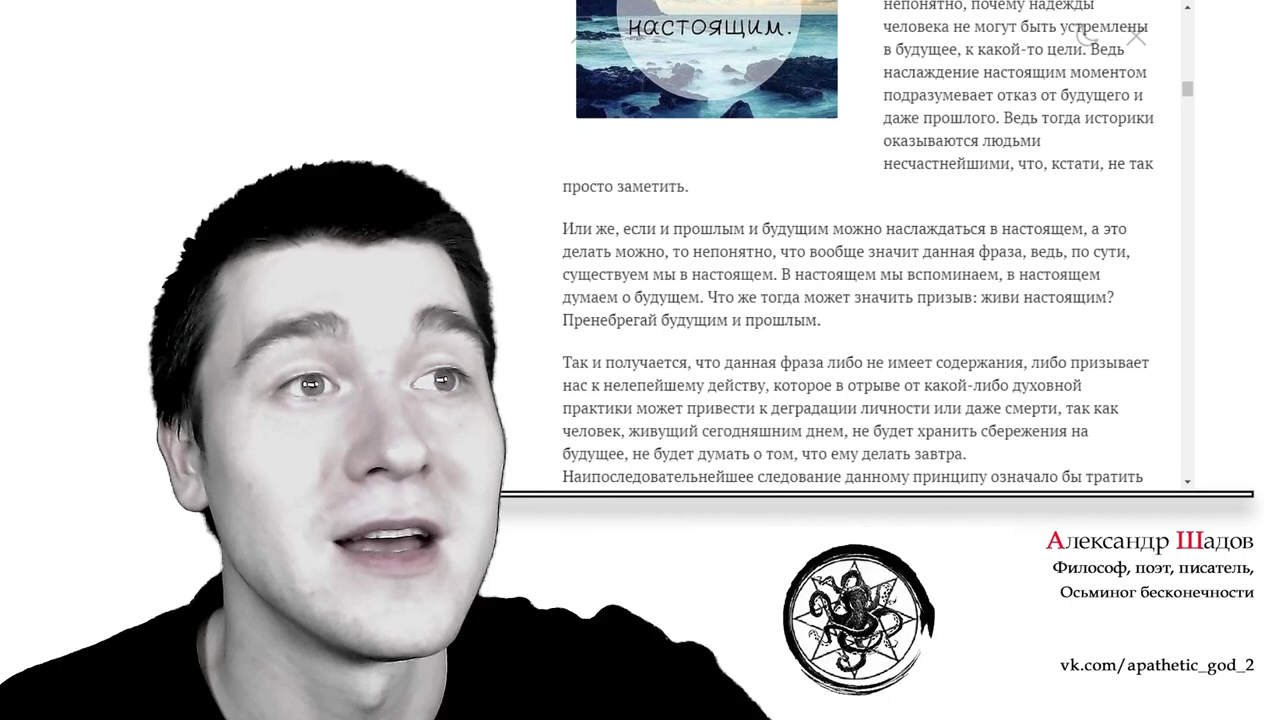 настоящим.
непонятно, почему надежды
человека не могут быть устремлены
в будущее, к какой-то цели. Ведь
наслаждение настоящим моментом
подразумевает отказ от будущего и
даже прошлого. Ведь тогда историки
оказываются людьми
несчастнейшими, что, кстати, не так
просто заметить.
Или же, если и прошлым и будущим можно наслаждаться в настоящем, а это
делать можно, то непонятно, что вообще значит данная фраза, ведь, по сути,
существуем мы в настоящем. В настоящем мы вспоминаем, в настоящем
думаем о будущем. Что же тогда может значить призыв: живи настоящим?
Пренебрегай будущим и прошлым.
Так и получается, что данная фраза либо не имеет содержания, либо призывает
нас к нелепейшему действу, которое в отрыве от какой-либо духовной
практики может привести к деградации личности или даже смерти, так как
человек, живущий сегодняшним днем, не будет хранить сбережения на
будущее, не будет думать о том, что ему делать завтра.
Наипоследовательнейшее следование данному принципу означало бы тратить
Александр Шадов
Философ, поэт, писатель,
Осьминог бесконечности
vk.com/apathetic_god_2